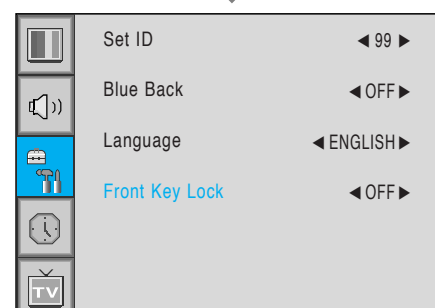 Set ID ◀ 99 ▶
Blue Back ◀ OFF ▶
Language ◀ ENGLISH ▶
Front Key Lock ◀ OFF ▶
TV